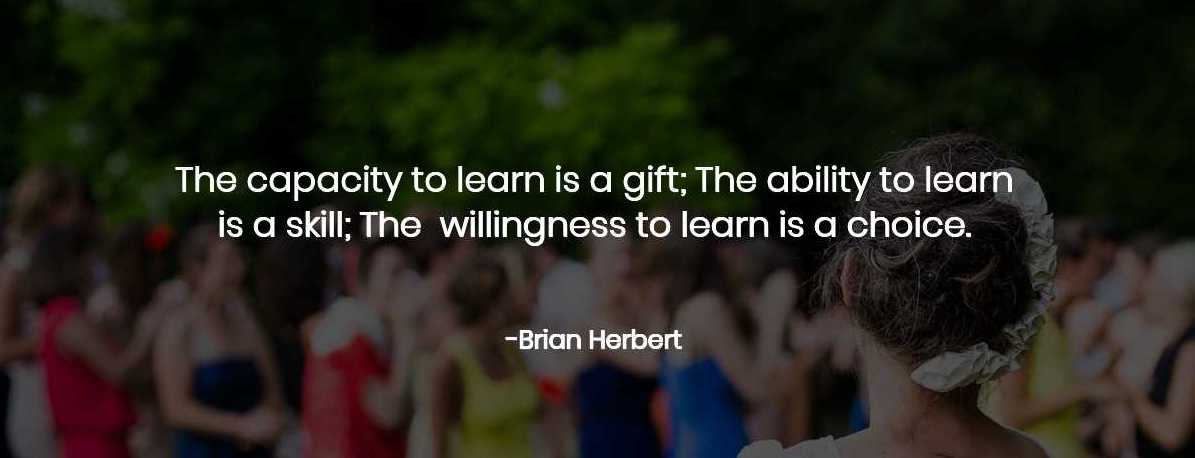 The capacity to learn is a gift; The ability to learn
is a skill; The  willingness to learn is a choice.
-Brian Herbert